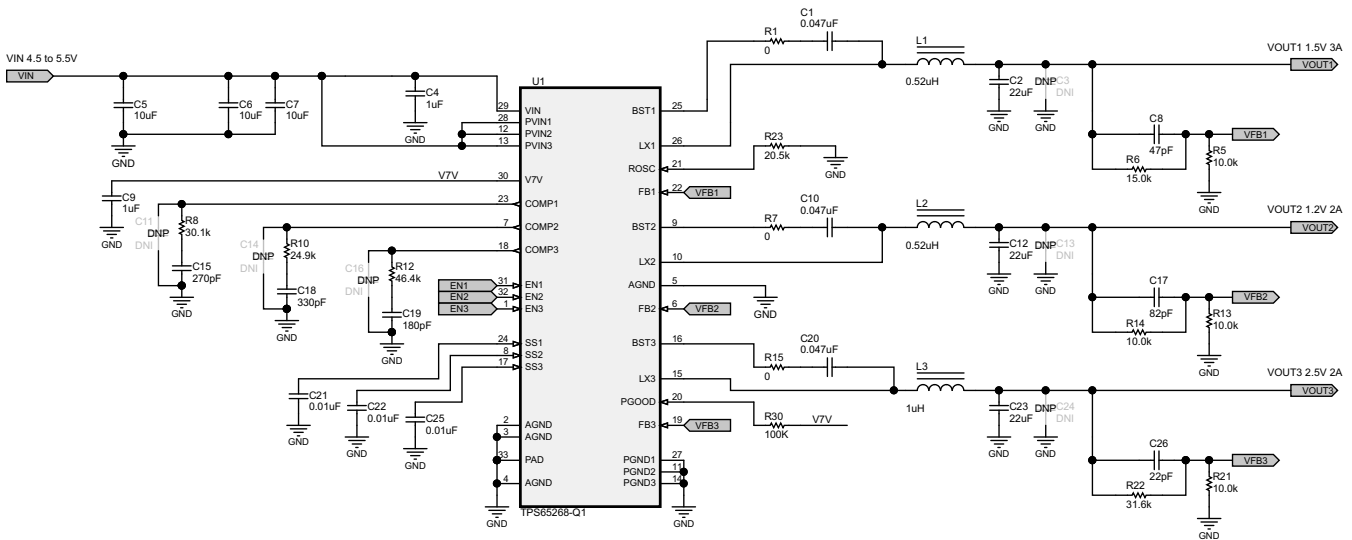 VIN 4.5 to 5.5V
VIN
C5
10uF
GND
C6
10uF
C7
10uF
C4
1uF
GND
V7V
C9
1uF
GND
C11
DNP
DNI
R8
30.1k
C15
270pF
GND
C14
DNP
DNI
R10
24.9k
C18
330pF
GND
C16
DNP
DNI
R12
46.4k
C19
180pF
GND
EN1
EN2
EN3
C21
0.01uF
GND
C22
0.01uF
GND
C25
0.01uF
GND
GND
U1
29 VIN
28 PVIN1
12 PVIN2
13 PVIN3
30 V7V
23 COMP1
7 COMP2
18 COMP3
31 EN1
32 EN2
1 EN3
24 SS1
8 SS2
17 SS3
2 AGND
3 AGND
33 PAD
4 AGND
TPS65268-Q1
BST1 25
LX1 26
ROSC 21
FB1 22
BST2 9
LX2 10
AGND 5
FB2 6
BST3 16
LX3 15
PGOOD 20
FB3 19
PGND1 27
PGND2 11
PGND3 14
GND
R1
0
C1
0.047uF
L1
0.52uH
C2
22uF
GND
DNP
C3
DNI
GND
VOUT1 1.5V 3A
VOUT1
C8
47pF
R6
15.0k
VFB1
R5
10.0k
GND
R23
20.5k
GND
VFB1
R7
0
C10
0.047uF
L2
0.52uH
C12
22uF
GND
DNP
C13
DNI
GND
VOUT2 1.2V 2A
VOUT2
C17
82pF
R14
10.0k
VFB2
R13
10.0k
GND
GND
VFB2
R15
0
C20
0.047uF
L3
1uH
C23
22uF
GND
DNP
C24
DNI
GND
VOUT3 2.5V 2A
VOUT3
C26
22pF
R22
31.6k
VFB3
R21
10.0k
GND
R30
100K
V7V
VFB3